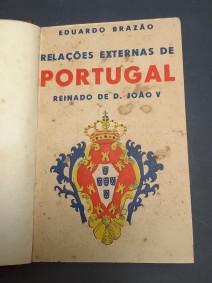 EDUARDO BRAZÃO
RELAÇÕES EXTERNAS DE
PORTUGAL
REINADO DE D. JOÃO V